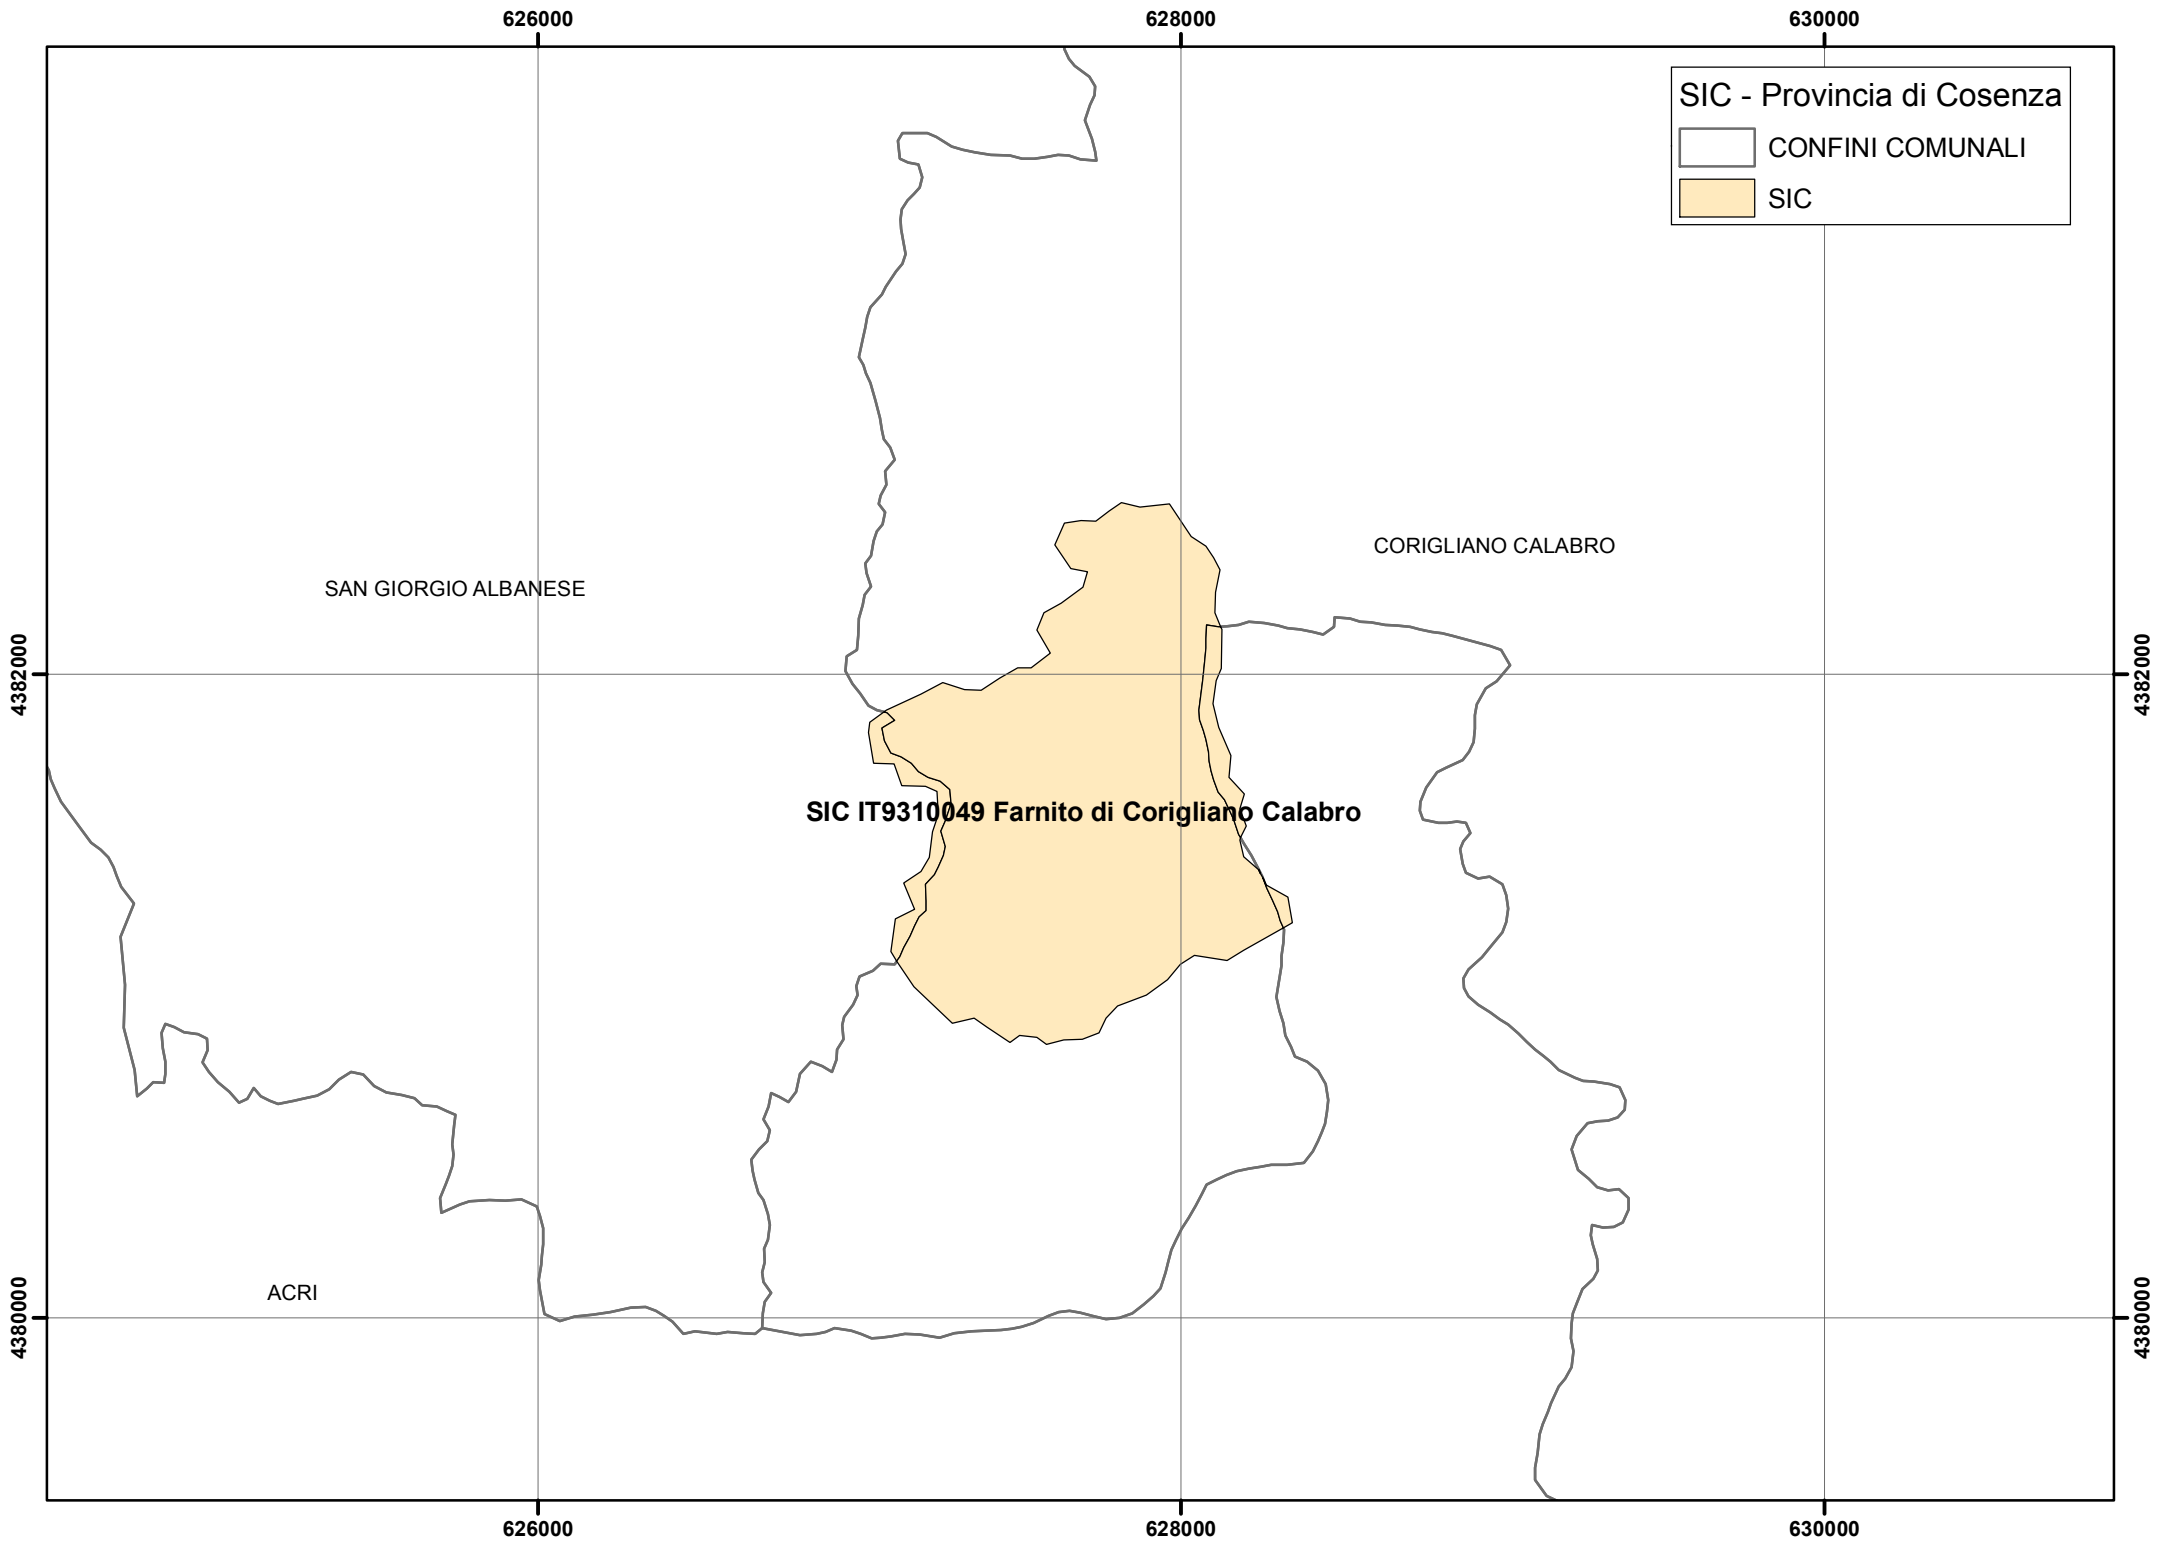 626000
628000
630000
SIC - Provincia di Cosenza
CONFINI COMUNALI
SIC
CORIGLIANO CALABRO
SAN GIORGIO ALBANESE
4382000
4382000
SIC IT9310049 Farnito di Corigliano Calabro
ACRI
4380000
4380000
626000
628000
630000